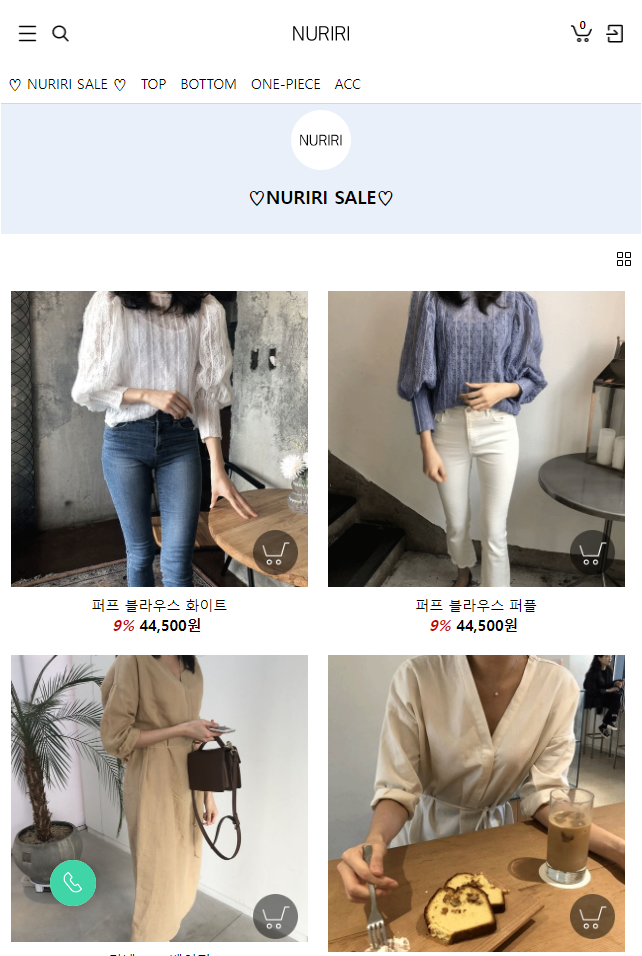 NURIRI
0
♡ NURIRI SALE ♡ TOP BOTTOM ONE-PIECE ACC
NURIRI
♡NURIRI SALE♡
퍼프 블라우스 화이트
9% 44,500원
퍼프 블라우스 퍼플
9% 44,500원